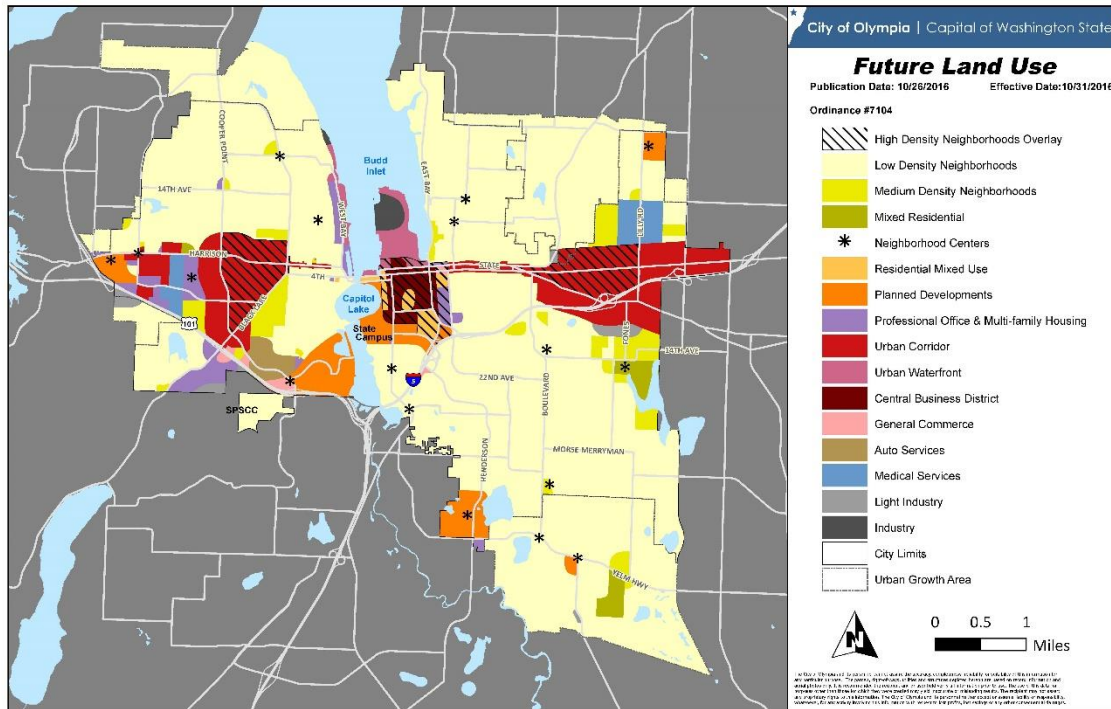 City of Olympia | Capital of Washington State
Future Land Use
Publication Date: 10/26/2016 Effective Date:10/31/2016
Ordinance #7104
High Density Neighborhoods Overlay
Low Density Neighborhoods
Medium Density Neighborhoods
Mixed Residential
Neighborhood Centers
Residential Mixed Use
Planned Developments
Professional Office & Multi-family Housing
Urban Corridor
Urban Waterfront
Central Business District
General Commerce
Auto Services
Medical Services
Light Industry
Industry
City Limits
Urban Growth Area
N
0 0.5 1
Miles
COOPER POINT
14TH AVE
WEST BAY
Budd
Inlet
EAST BAY
LILLY RD
HARRISON
4TH
STATE
BLACK LAKE
101
Capitol
Lake
State
Campus
5
SPSCC
22ND AVE
BOULEVARD
FONES
14TH AVE
MORSE MERRYMAN
HENDERSON
YELM HWY